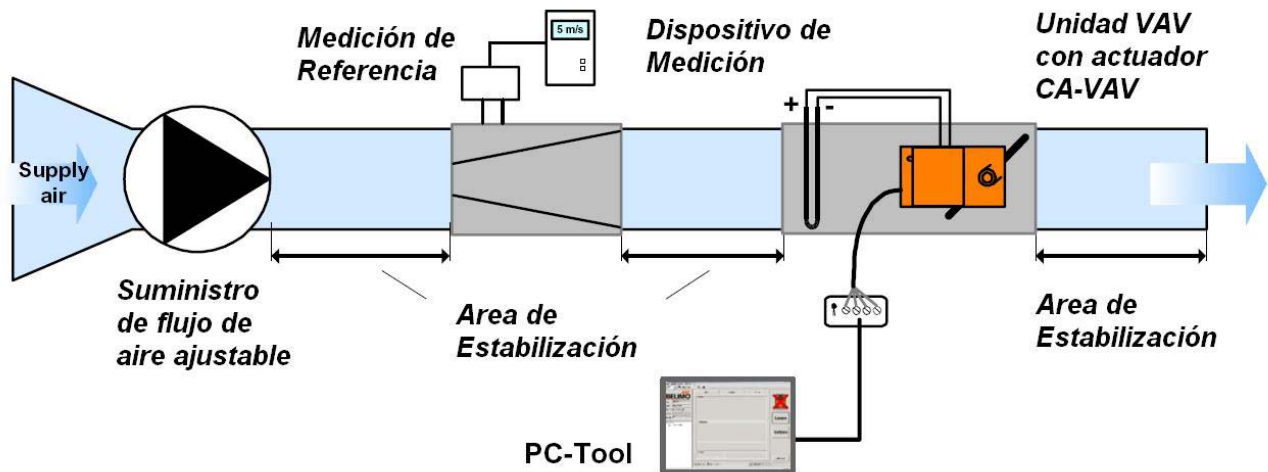 Medición de
Referencia
5 m/s
Dispositivo de
Medición
Unidad VAV
con actuador
CA-VAV
+ -
Supply
air
Suministro
de flujo de
aire ajustable
Area de
Estabilización
Area de
Estabilización
PC-Tool
BELIMO